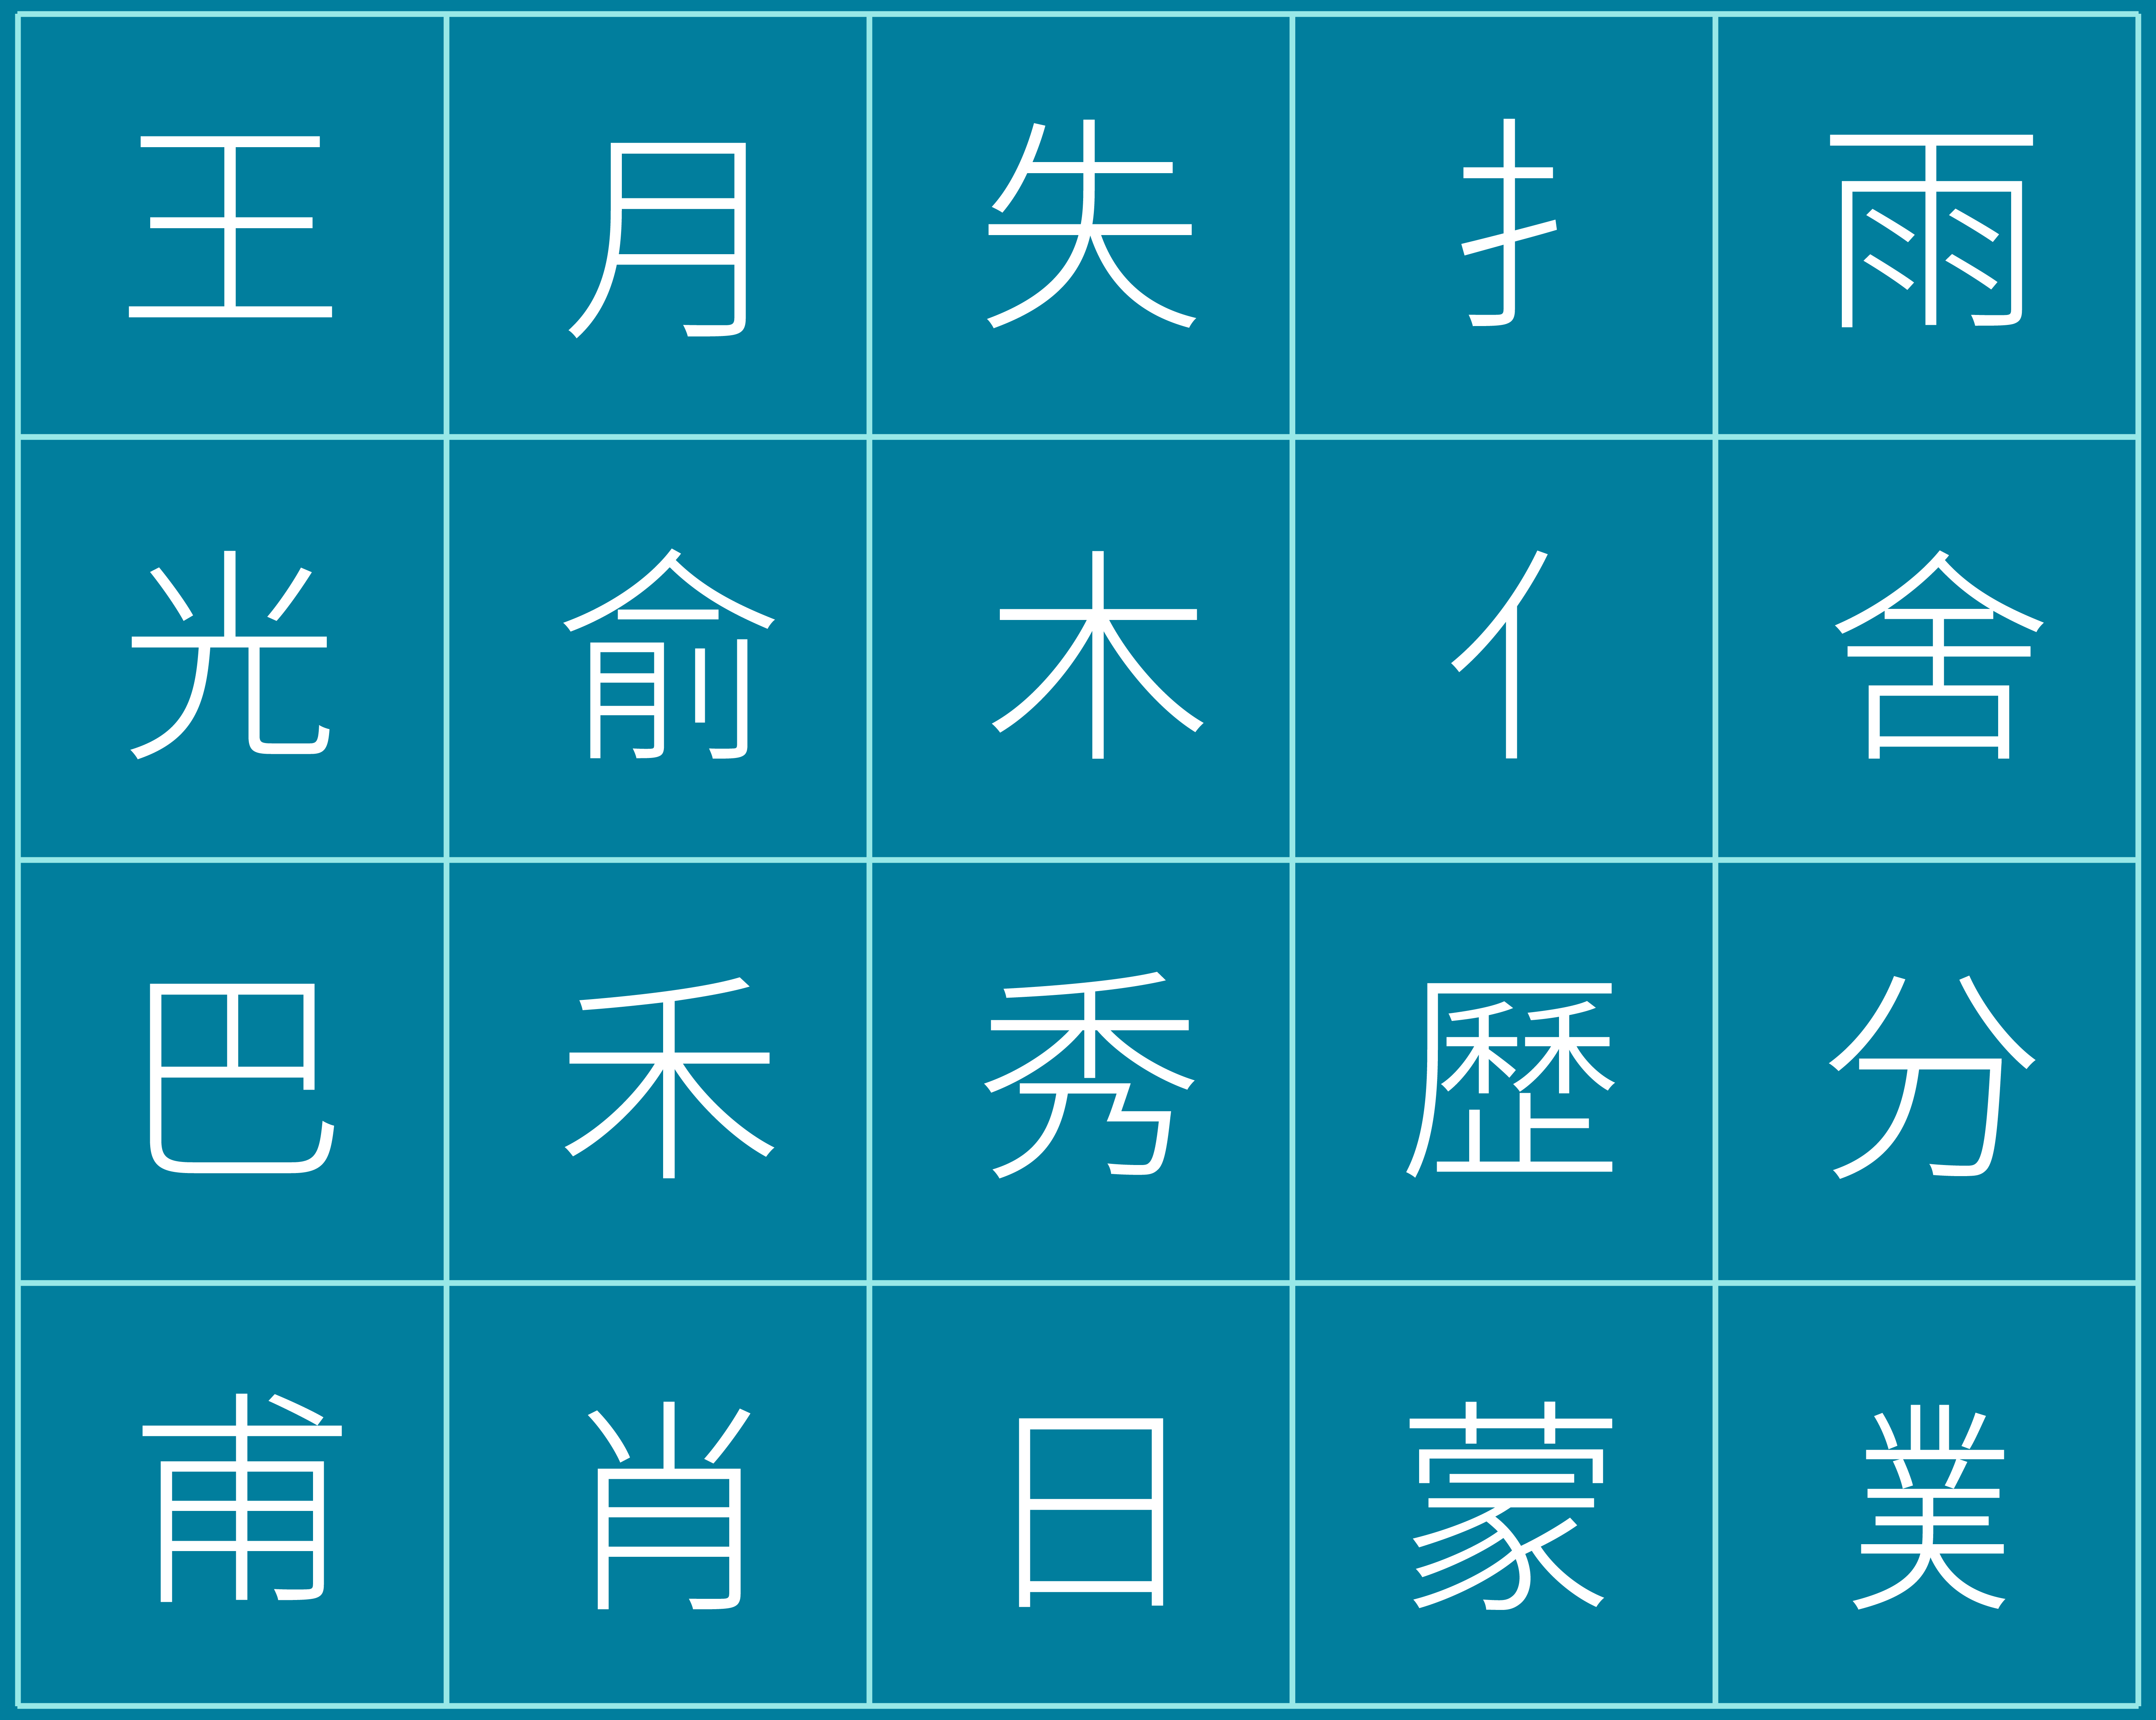 王 月 失 扌 雨
光 俞 木 亻 舍
巴 禾 秀 歷 分
甫 肖 日 蒙 菐